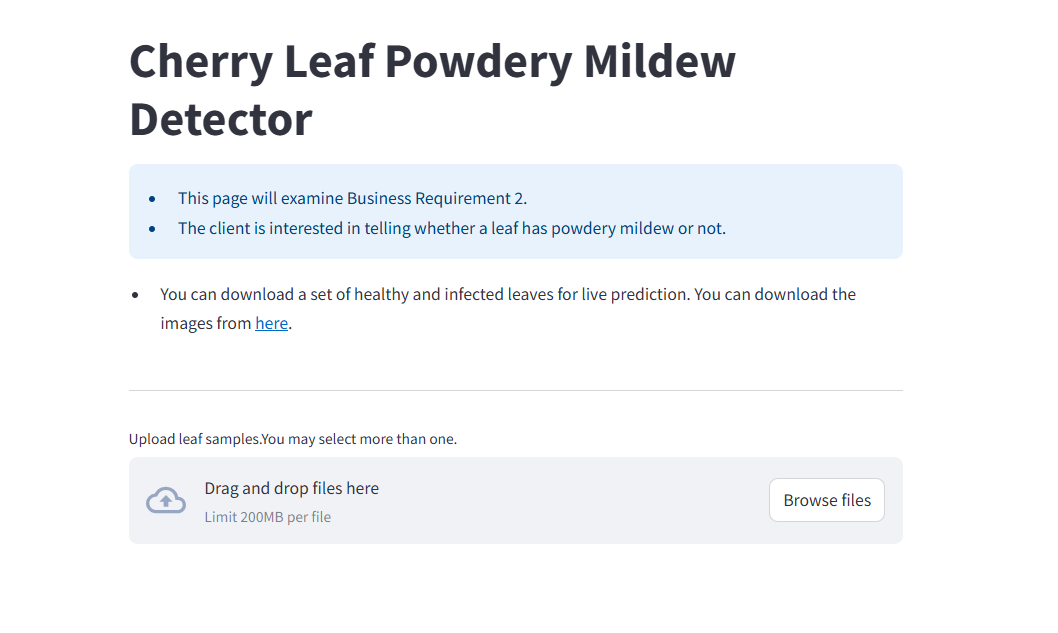 Cherry Leaf Powdery Mildew
Detector
This page will examine Business Requirement 2.
The client is interested in telling whether a leaf has powdery mildew or not.
You can download a set of healthy and infected leaves for live prediction. You can download the
images from here.
Upload leaf samples.You may select more than one.
Drag and drop files here
Limit 200MB per file
Browse files